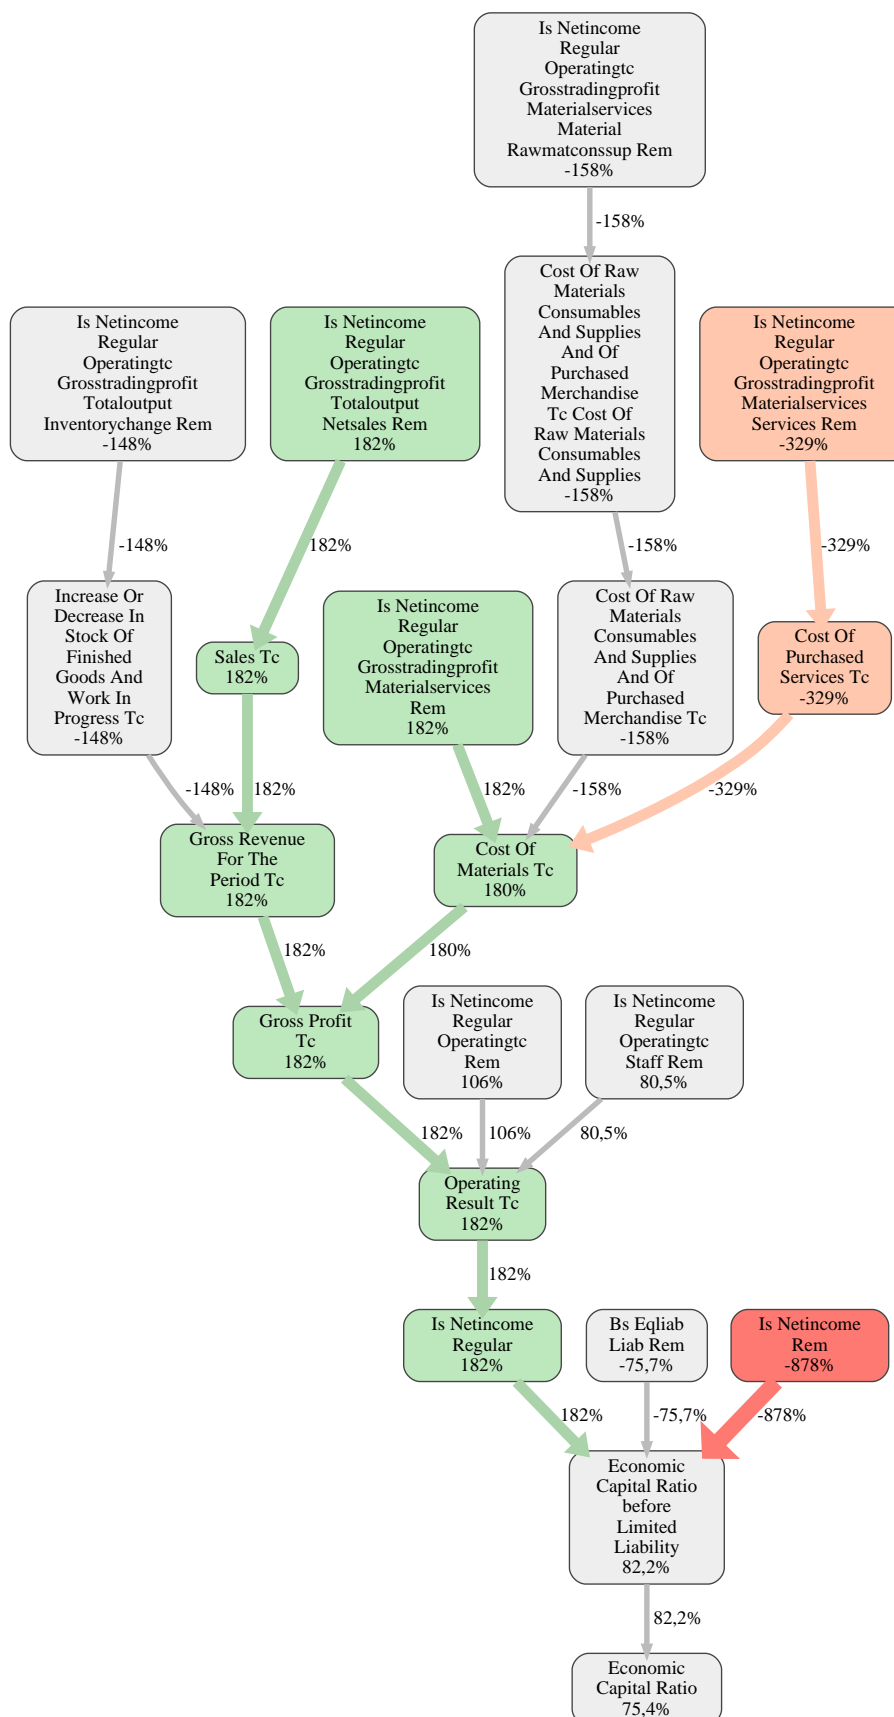 Is Netincome
Regular
Operatingtc
Grosstradingprofit
Materialservices
Material
Rawmatconssup Rem
-158%
-158%
Cost Of Raw
Materials
Consumables
And Supplies
And Of
Purchased
Merchandise
Tc Cost Of
Raw Materials
Consumables
And Supplies
-158%
Is Netincome
Regular
Operatingtc
Grosstradingprofit
Totaloutput
Inventorychange Rem
-148%
Is Netincome
Regular
Operatingtc
Grosstradingprofit
Totaloutput
Netsales Rem
182%
Is Netincome
Regular
Operatingtc
Grosstradingprofit
Materialservices
Services Rem
-329%
-148%
182%
-158%
-329%
Increase Or
Decrease In
Stock Of
Finished
Goods And
Work In
Progress Tc
-148%
Sales Tc
182%
Is Netincome
Regular
Operatingtc
Grosstradingprofit
Materialservices
Rem
182%
Cost Of Raw
Materials
Consumables
And Supplies
And Of
Purchased
Merchandise Tc
-158%
Cost Of
Purchased
Services Tc
-329%
-148%
182%
182%
-158%
-329%
Gross Revenue
For The
Period Tc
182%
Cost Of
Materials Tc
180%
182%
180%
Gross Profit
Tc
182%
Is Netincome
Regular
Operatingtc
Rem
106%
Is Netincome
Regular
Operatingtc
Staff Rem
80,5%
182%
106%
80,5%
Operating
Result Tc
182%
182%
Is Netincome
Regular
182%
Bs Eqliab
Liab Rem
-75,7%
Is Netincome
Rem
-878%
182%
-75,7%
-878%
Economic
Capital Ratio
before
Limited
Liability
82,2%
82,2%
Economic
Capital Ratio
75,4%